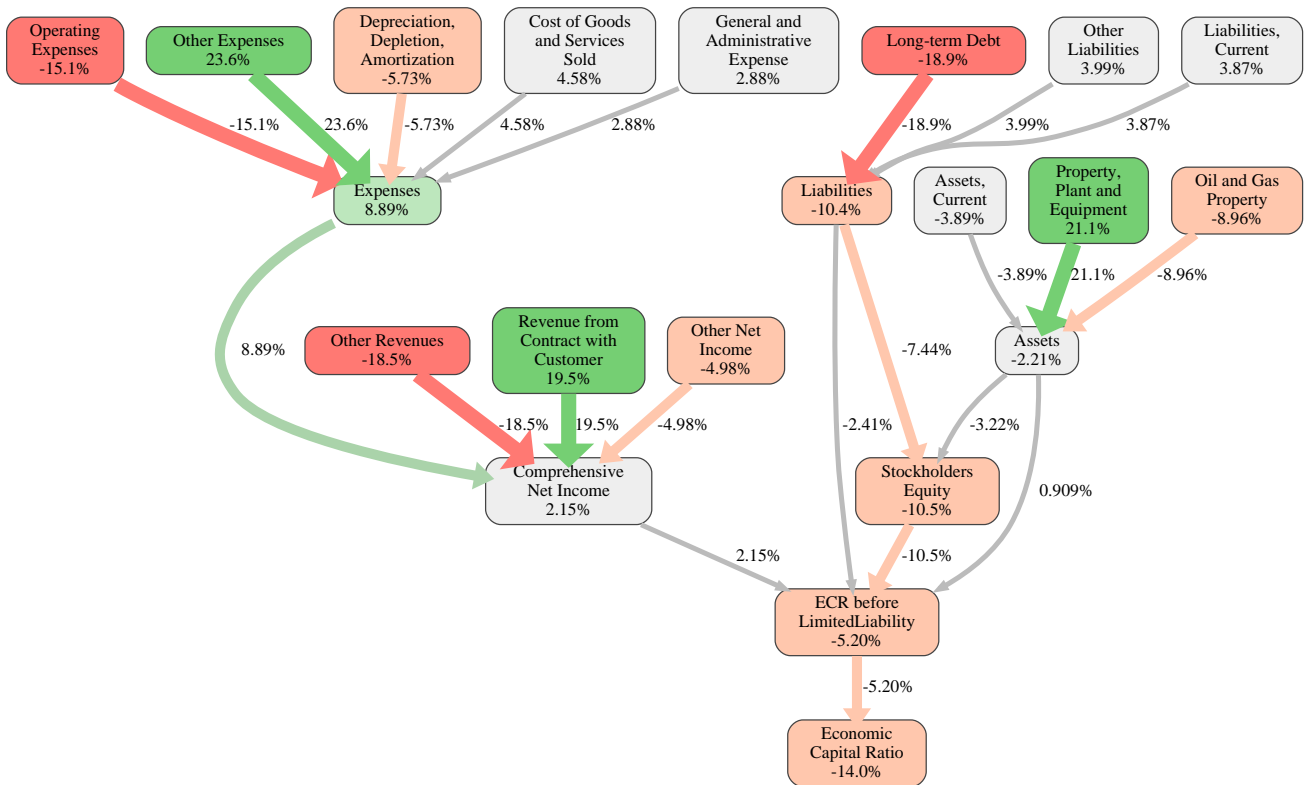 Operating
Expenses
-15.1%
Other Expenses
23.6%
Depreciation,
Depletion,
Amortization
-5.73%
Cost of Goods
and Services
Sold
4.58%
General and
Administrative
Expense
2.88%
Long-term Debt
-18.9%
Other
Liabilities
3.99%
Liabilities,
Current
3.87%
-15.1%
23.6%
-5.73%
4.58%
2.88%
-18.9%
3.99%
3.87%
Expenses
8.89%
Liabilities
-10.4%
Assets,
Current
-3.89%
Property,
Plant and
Equipment
21.1%
Oil and Gas
Property
-8.96%
-3.89%
21.1%
-8.96%
Other Revenues
-18.5%
Revenue from
Contract with
Customer
19.5%
Other Net
Income
-4.98%
Assets
-2.21%
8.89%
-7.44%
-18.5%
19.5%
-4.98%
-2.41%
-3.22%
Comprehensive
Net Income
2.15%
Stockholders
Equity
-10.5%
0.909%
2.15%
-10.5%
ECR before
LimitedLiability
-5.20%
-5.20%
Economic
Capital Ratio
-14.0%